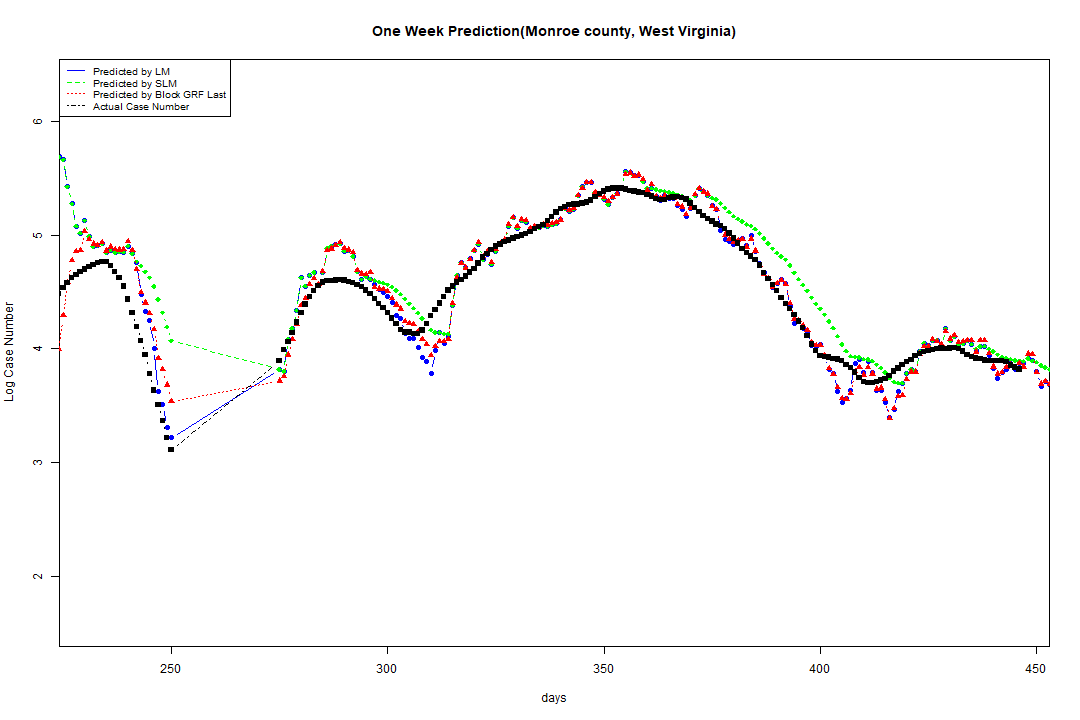 One Week Prediction(Monroe county, West Virginia)
Predicted by LM
Predicted by SLM
Predicted by Block GRF Last
Actual Case Number
6
5
4
3
2
Log Case Number
250
300
350
400
450
days